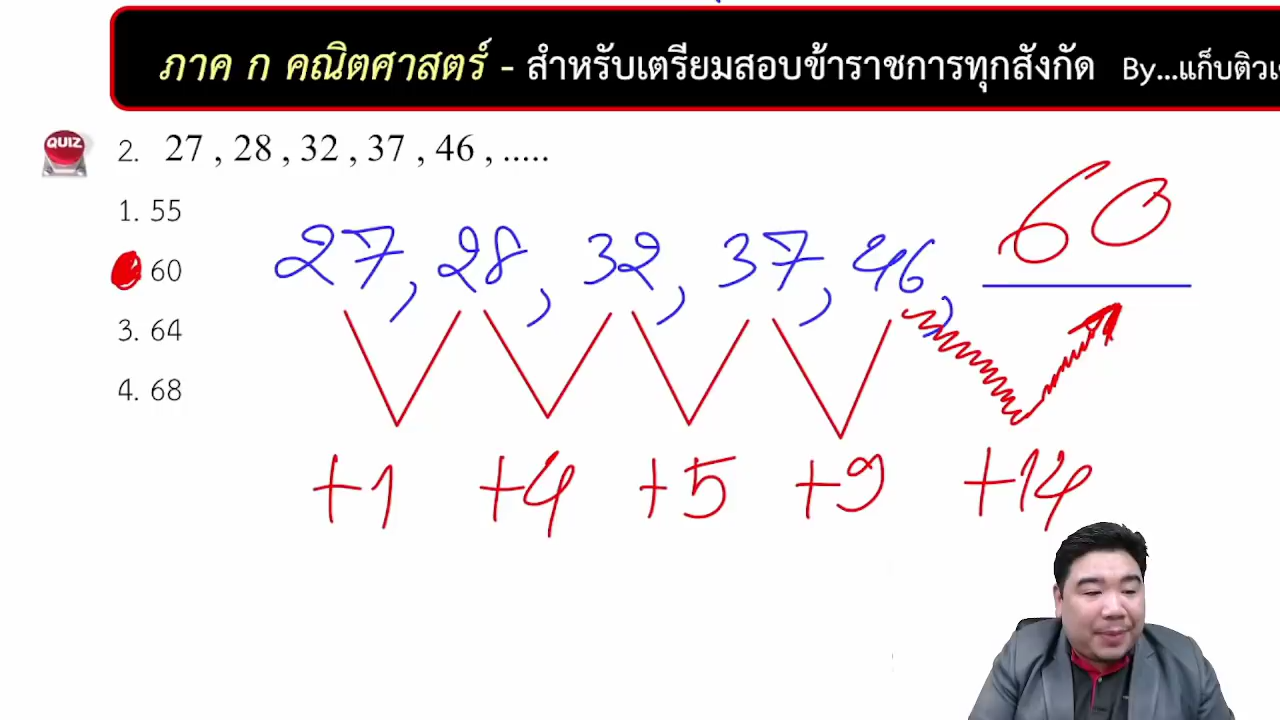 ภาค ก คณิตศาสตร์ - สำหรับเตรียมสอบข้าราชการทุกสังกัด By...แก็บติวเ
QUIZ
2. 27 , 28 , 32 , 37 , 46 , .....
1. 55
60
3. 64
4. 68
27, 28, 32, 37, 46, 60
+1 +4 +5 +9 +14